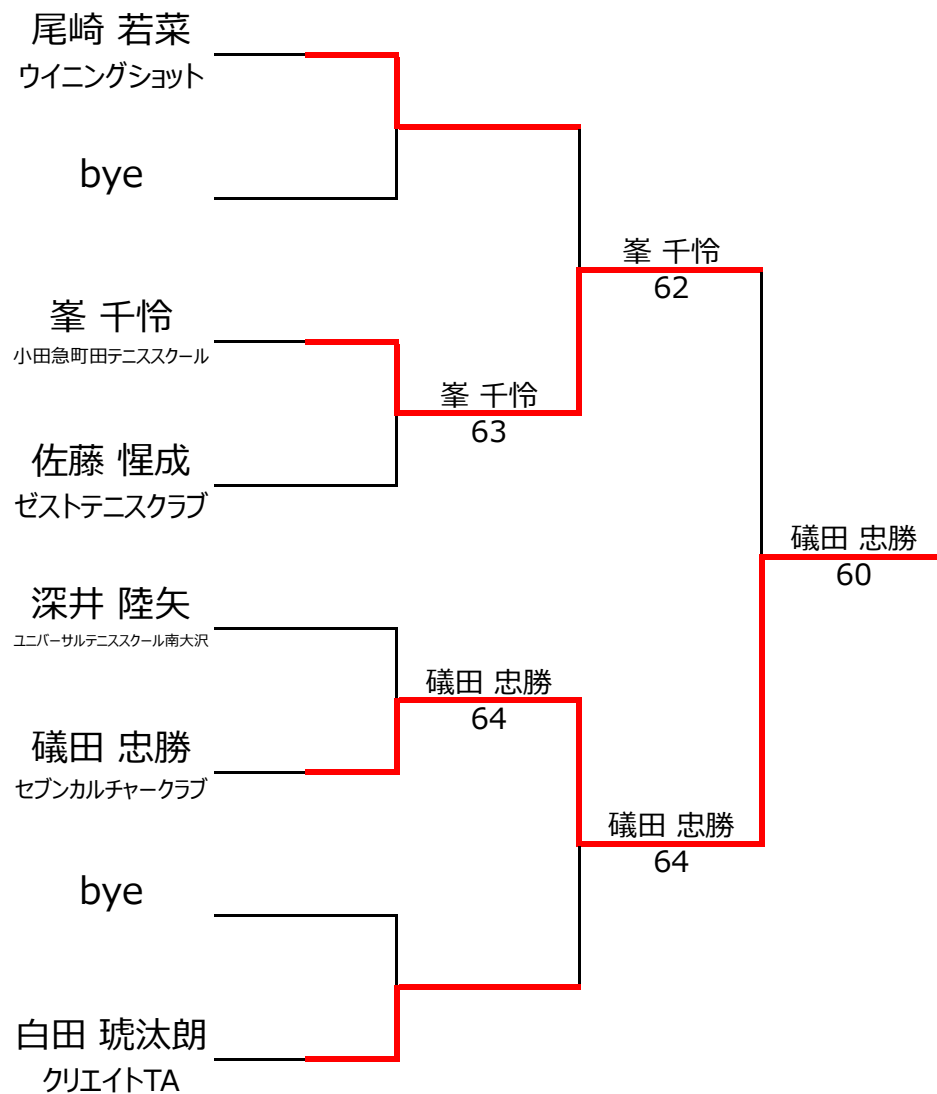 尾崎 若菜
ウイニングショット
bye
峯 千怜
62
峯 千怜
小田急町田テニススクール
峯 千怜
63
佐藤 惺成
ゼストテニスクラブ
礒田 忠勝
60
深井 陸矢
ユニバーサルテニススクール南大沢
礒田 忠勝
64
礒田 忠勝
セブンカルチャークラブ
礒田 忠勝
64
bye
白田 琥汰朗
クリエイトTA